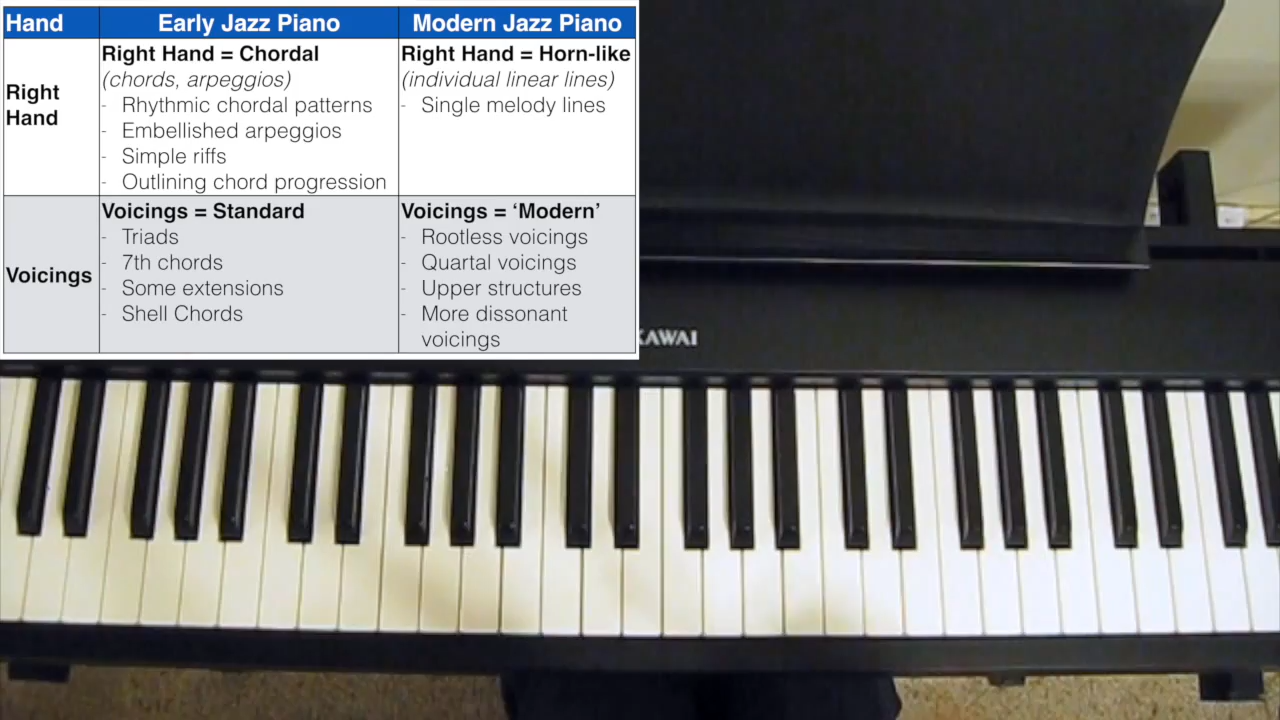 Hand Early Jazz Piano Modern Jazz Piano
Right Hand = Chordal Right Hand = Horn-like
(chords, arpeggios) (individual linear lines)
Right
Hand
- Rhythmic chordal patterns - Single melody lines
- Embellished arpeggios
- Simple riffs
- Outlining chord progression
Voicings = Standard Voicings = ‘Modern’
- Triads - Rootless voicings
- 7th chords - Quartal voicings
Voicings
- Some extensions - Upper structures
- Shell Chords - More dissonant
voicings
KAWAI